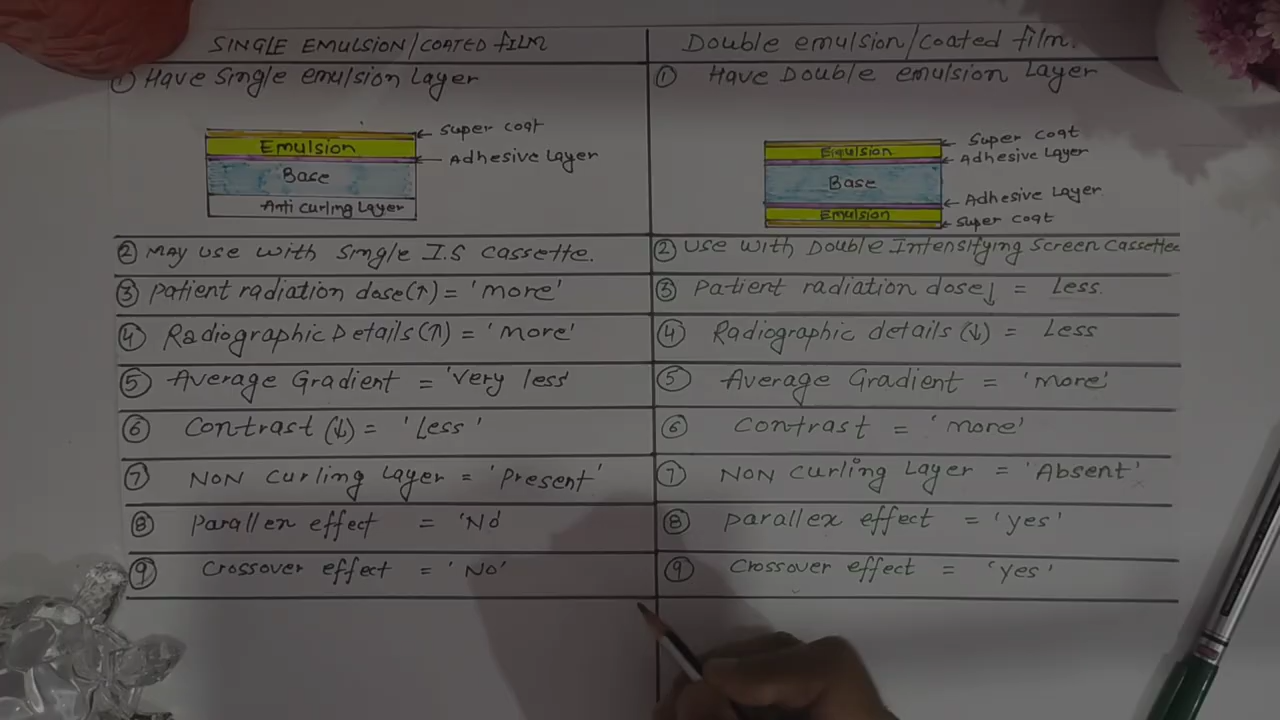 SINGLE EMULSION/COATED FILM
Double emulsion/coated film.
① Have Single emulsion Layer
① Have Double emulsion Layer
super coat
Emulsion
Adhesive Layer
Base
Anti curling Layer
Super coat
Emulsion
Adhesive Layer
Base
Adhesive Layer
Emulsion
Super coat
② May use with single I.S cassette.
② Use with Double Intensifying Screen Cassettee
③ Patient radiation dose(↑) = 'more'
③ Patient radiation dose↓ = Less.
④ Radiographic Details(↑) = 'more'
④ Radiographic details (↓) = Less
⑤ Average Gradient = 'very less'
⑤ Average Gradient = 'more'
⑥ Contrast (↓) = 'Less'
⑥ Contrast = 'more'
⑦ NON curling Layer = 'Present'
⑦ NON curling Layer = 'Absent'
⑧ parallex effect = 'No
⑧ parallex effect = 'yes'
⑨ Crossover effect = 'No'
⑨ Crossover effect = 'yes'